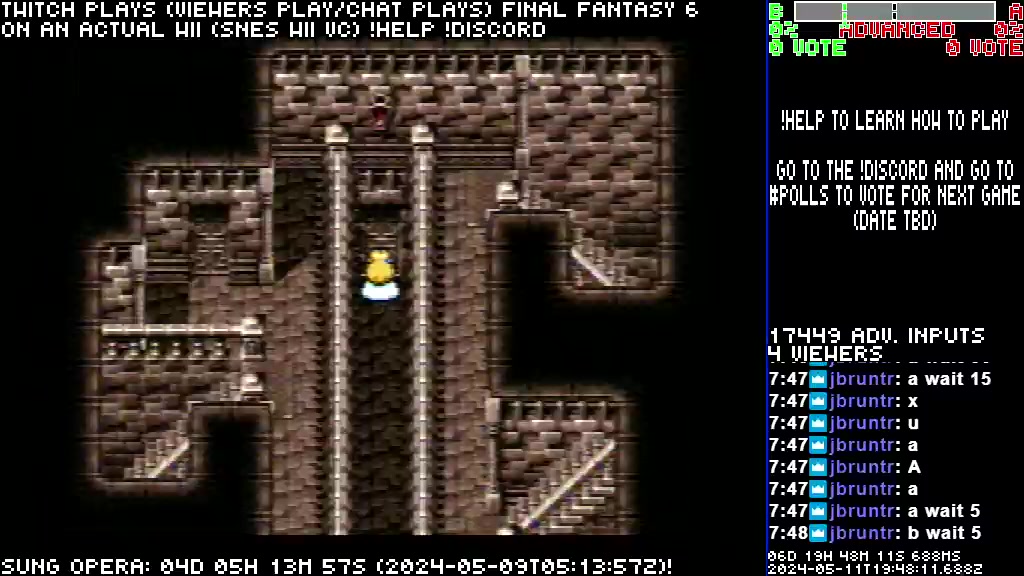 TWITCH PLAYS (VIEWERS PLAY/CHAT PLAYS) FINAL FANTASY 6
ON AN ACTUAL WII (SNES WII VC) !HELP !DISCORD
B A
0% ADVANCED 0%
0 VOTE 0 VOTE
!HELP TO LEARN HOW TO PLAY
GO TO THE !DISCORD AND GO TO
#POLLS TO VOTE FOR NEXT GAME
(DATE TBD)
17449 ADV. INPUTS
4 VIEWERS
7:47 jbruntr: a wait 15
7:47 jbruntr: x
7:47 jbruntr: u
7:47 jbruntr: a
7:47 jbruntr: A
7:47 jbruntr: a
7:47 jbruntr: a wait 5
7:48 jbruntr: b wait 5
06D 19H 48M 11S 688MS
2024-05-11T19:48:11.688Z
SUNG OPERA: 04D 05H 13M 57S (2024-05-09T05:13:57Z)!